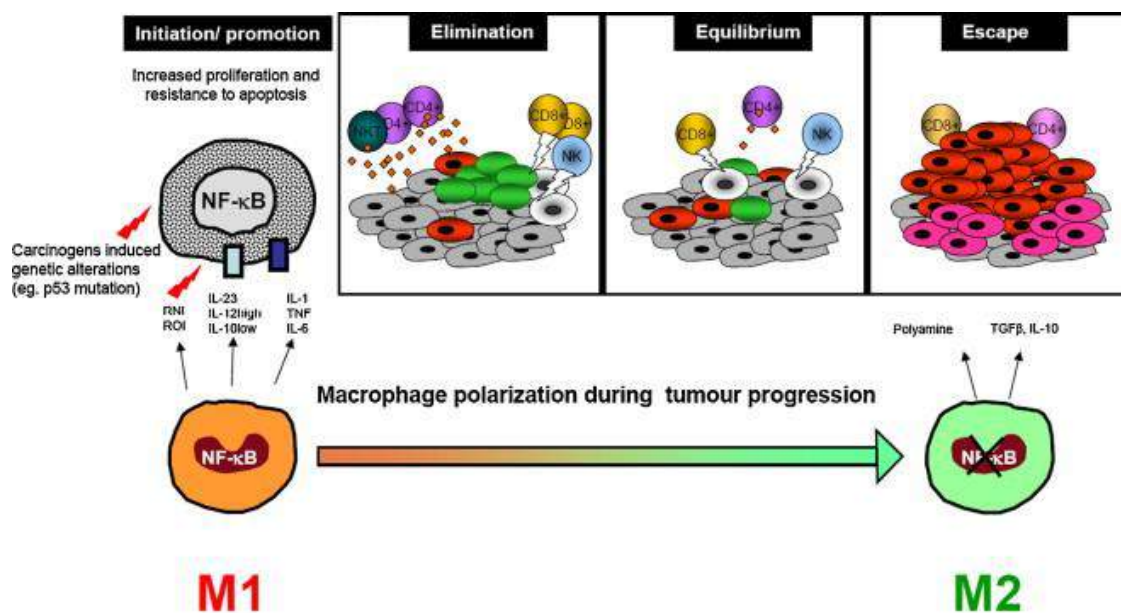 Initiation/ promotion
Increased proliferation and
resistance to apoptosis
NF-κB
Carcinogens induced
genetic alterations
(eg. p53 mutation)
RNI
ROI
IL-23
IL-12high
IL-10low
IL-1
TNF
IL-6
Elimination
NKT
CD4+
CD4+
CD8+
CD8+
NK
Equilibrium
CD8+
CD4+
NK
Escape
CD8+
CD4+
Polyamine
TGFβ, IL-10
Macrophage polarization during tumour progression
NF-κB
NF-κB
M1
M2